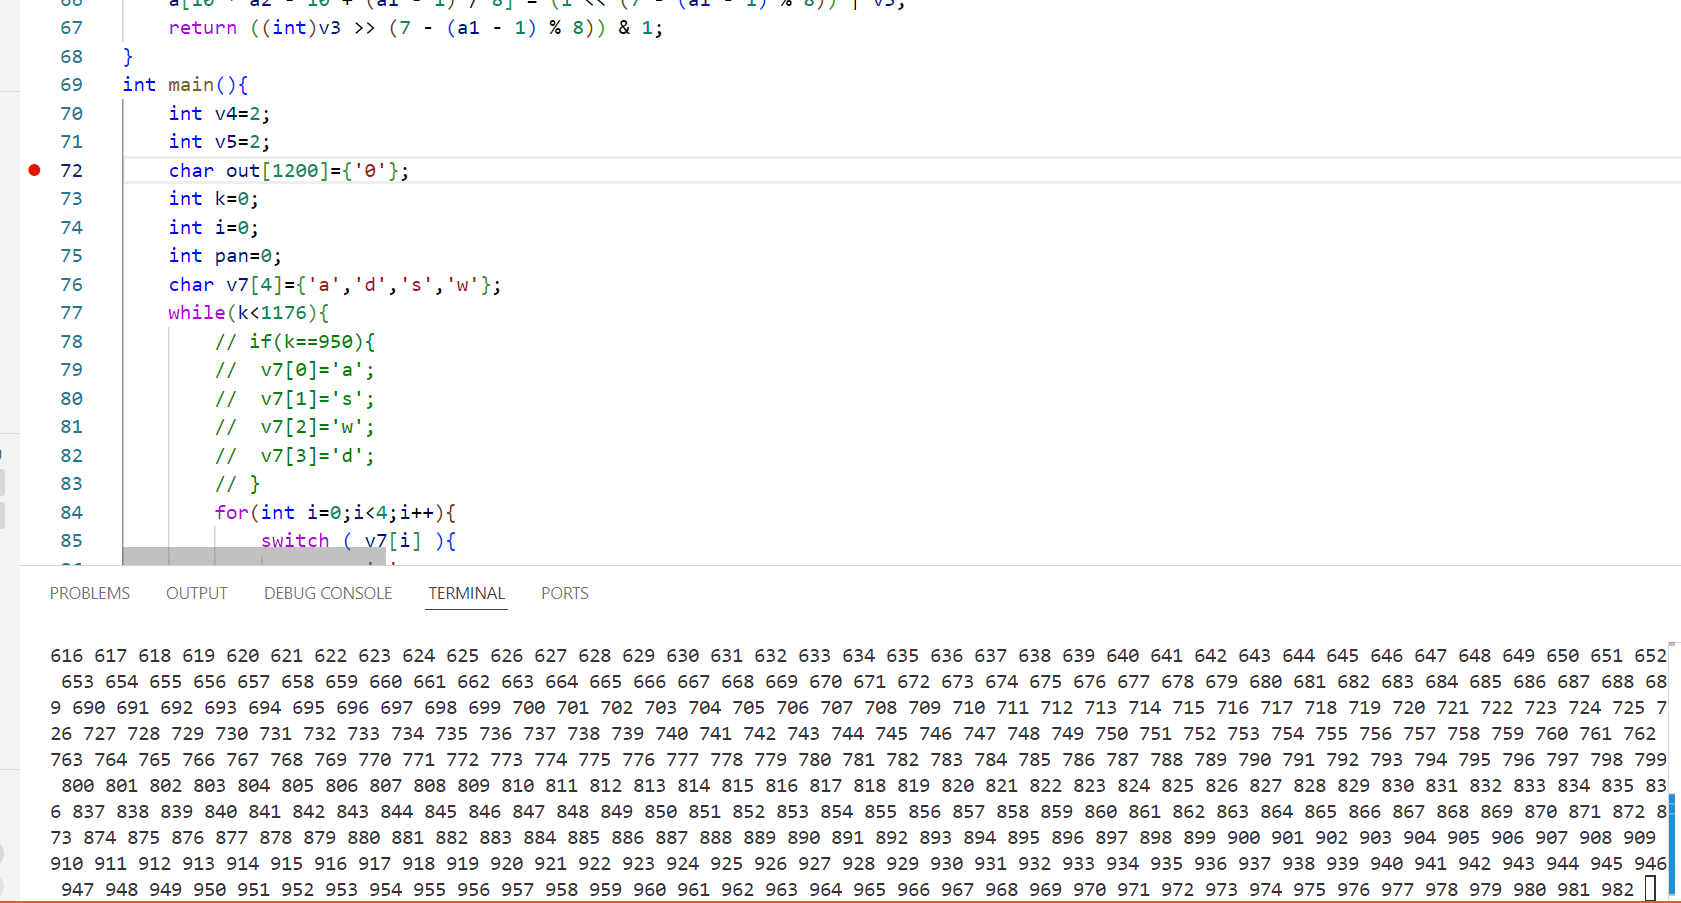 66 a[10 * a2 - 10 + (a1 - 1) / 8] = (1 << (7 - (a1 - 1) % 8)) | v3;
67 return ((int)v3 >> (7 - (a1 - 1) % 8)) & 1;
68 }
69 int main(){
70 int v4=2;
71 int v5=2;
72 char out[1200]={'0'};
73 int k=0;
74 int i=0;
75 int pan=0;
76 char v7[4]={'a','d','s','w'};
77 while(k<1176){
78 // if(k==950){
79 //  v7[0]='a';
80 //  v7[1]='s';
81 //  v7[2]='w';
82 //  v7[3]='d';
83 // }
84 for(int i=0;i<4;i++){
85 switch ( v7[i] ){
PROBLEMS OUTPUT DEBUG CONSOLE TERMINAL PORTS
616 617 618 619 620 621 622 623 624 625 626 627 628 629 630 631 632 633 634 635 636 637 638 639 640 641 642 643 644 645 646 647 648 649 650 651 652
653 654 655 656 657 658 659 660 661 662 663 664 665 666 667 668 669 670 671 672 673 674 675 676 677 678 679 680 681 682 683 684 685 686 687 688 68
9 690 691 692 693 694 695 696 697 698 699 700 701 702 703 704 705 706 707 708 709 710 711 712 713 714 715 716 717 718 719 720 721 722 723 724 725 7
26 727 728 729 730 731 732 733 734 735 736 737 738 739 740 741 742 743 744 745 746 747 748 749 750 751 752 753 754 755 756 757 758 759 760 761 762
763 764 765 766 767 768 769 770 771 772 773 774 775 776 777 778 779 780 781 782 783 784 785 786 787 788 789 790 791 792 793 794 795 796 797 798 799
800 801 802 803 804 805 806 807 808 809 810 811 812 813 814 815 816 817 818 819 820 821 822 823 824 825 826 827 828 829 830 831 832 833 834 835 83
6 837 838 839 840 841 842 843 844 845 846 847 848 849 850 851 852 853 854 855 856 857 858 859 860 861 862 863 864 865 866 867 868 869 870 871 872 8
73 874 875 876 877 878 879 880 881 882 883 884 885 886 887 888 889 890 891 892 893 894 895 896 897 898 899 900 901 902 903 904 905 906 907 908 909
910 911 912 913 914 915 916 917 918 919 920 921 922 923 924 925 926 927 928 929 930 931 932 933 934 935 936 937 938 939 940 941 942 943 944 945 946
947 948 949 950 951 952 953 954 955 956 957 958 959 960 961 962 963 964 965 966 967 968 969 970 971 972 973 974 975 976 977 978 979 980 981 982